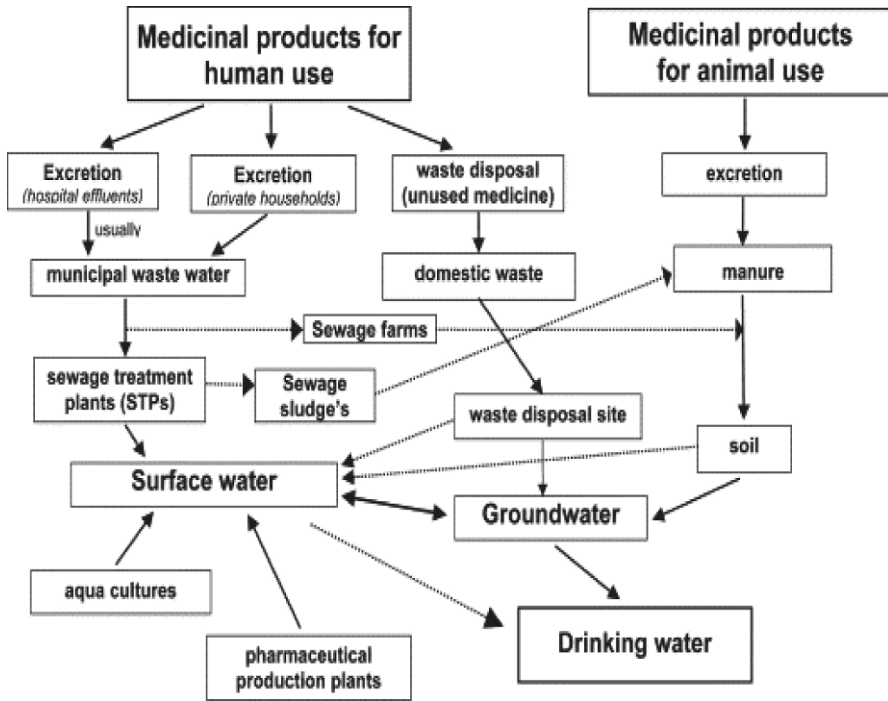 Medicinal products for
human use
Medicinal products
for animal use
Excretion
(hospital effluents)
Excretion
(private households)
waste disposal
(unused medicine)
excretion
usually
municipal waste water
domestic waste
manure
Sewage farms
sewage treatment
plants (STPs)
Sewage
sludge's
waste disposal site
soil
Surface water
Groundwater
aqua cultures
Drinking water
pharmaceutical
production plants